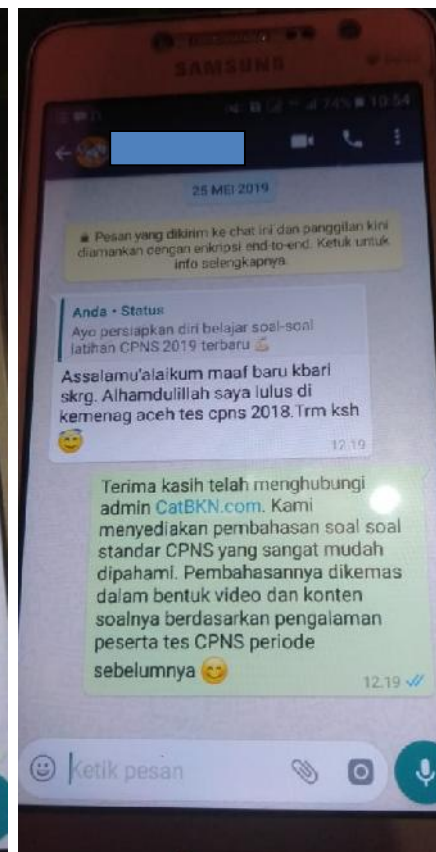 SAMSUNG
74% 10:54
25 MEI 2019
Pesan yang dikirim ke chat ini dan panggilan kini
diamankan dengan enkripsi end-to-end. Ketuk untuk
info selengkapnya.
Anda • Status
Ayo persiapkan diri belajar soal-soal
latihan CPNS 2019 terbaru 💪
Assalamu'alaikum maaf baru kbari
skrg. Alhamdulillah saya lulus di
kemenag aceh tes cpns 2018.Trm ksh
😇
12.19
Terima kasih telah menghubungi
admin CatBKN.com. Kami
menyediakan pembahasan soal soal
standar CPNS yang sangat mudah
dipahami. Pembahasannya dikemas
dalam bentuk video dan konten
soalnya berdasarkan pengalaman
peserta tes CPNS periode
sebelumnya 😊
12.19
Ketik pesan